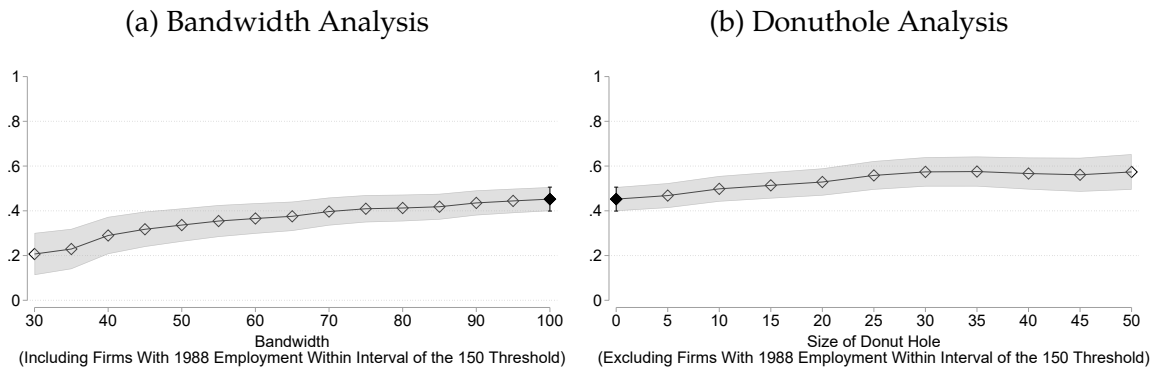 (a) Bandwidth Analysis
1
.8
.6
.4
.2
0
30 40 50 60 70 80 90 100
Bandwidth
(Including Firms With 1988 Employment Within Interval of the 150 Threshold)
(b) Donuthole Analysis
1
.8
.6
.4
.2
0
0 5 10 15 20 25 30 35 40 45 50
Size of Donut Hole
(Excluding Firms With 1988 Employment Within Interval of the 150 Threshold)